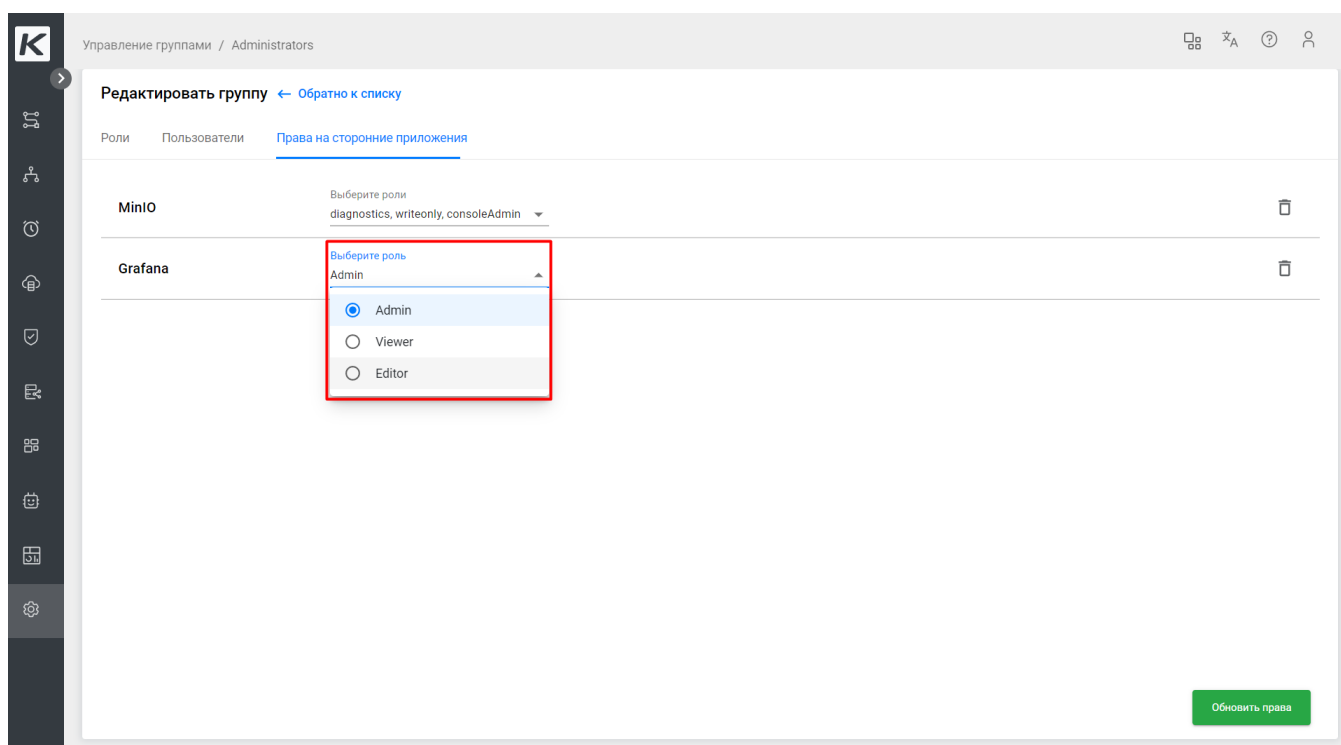 K
Управление группами / Administrators
Редактировать группу ← Обратно к списку
Роли Пользователи Права на сторонние приложения
MinIO
Выберите роли
diagnostics, writeonly, consoleAdmin
Grafana
Выберите роль
Admin
Admin
Viewer
Editor
Обновить права